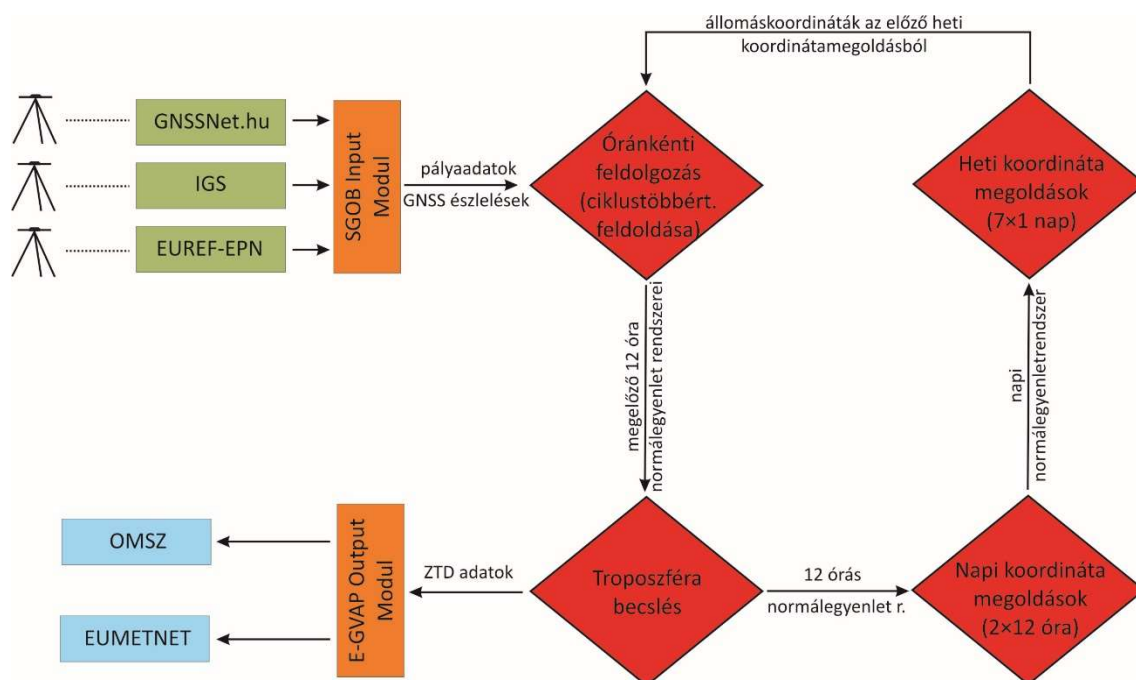 állomáskoordináták az előző heti
koordinátamegoldásból
GNSSNet.hu
IGS
EUREF-EPN
SGOB Input
Modul
pályaadatok
GNSS észlelések
Óránkénti
feldolgozás
(ciklustöbbért.
feloldása)
Heti koordináta
megoldások
(7×1 nap)
megelőző 12 óra
normálegyenlet rendszerei
napi
normálegyenletrendszer
OMSZ
EUMETNET
E-GVAP Output
Modul
ZTD adatok
Troposzféra
becslés
12 órás
normálegyenlet r.
Napi koordináta
megoldások
(2×12 óra)